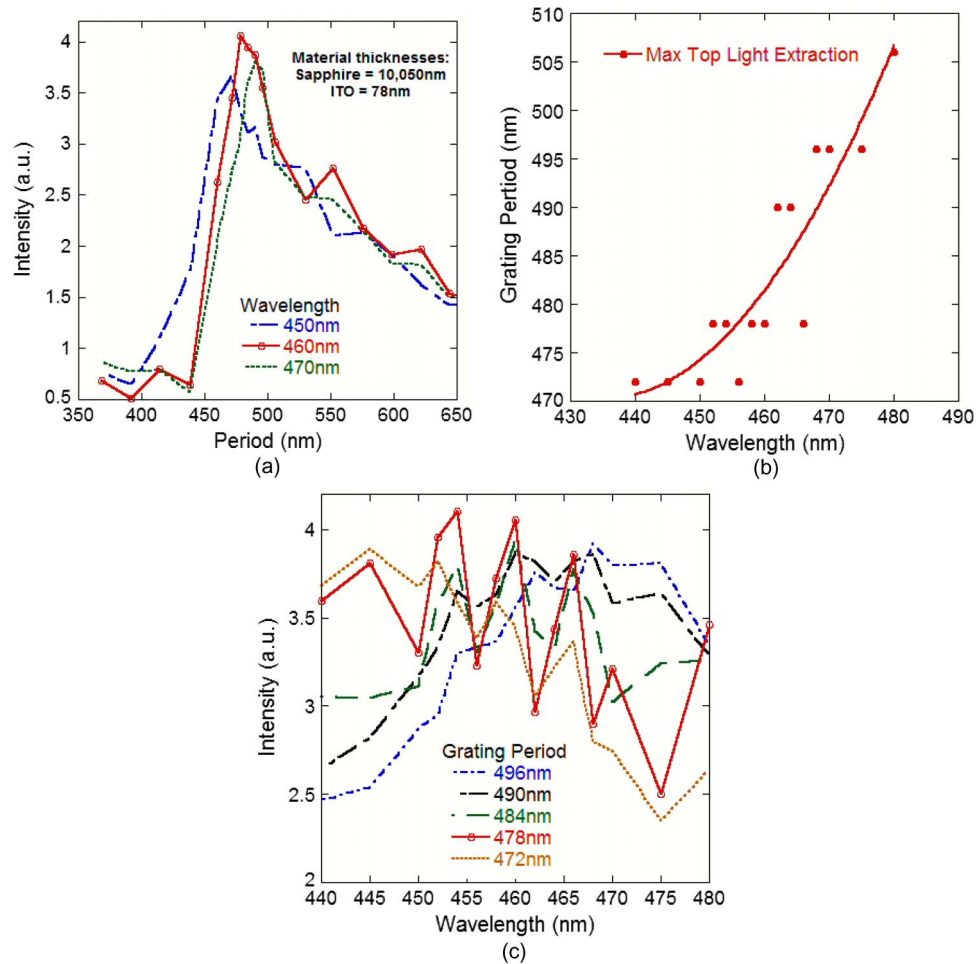 4
3.5
3
2.5
2
1.5
1
0.5
Intensity (a.u.)
Material thicknesses:
Sapphire = 10,050nm
ITO = 78nm
Wavelength
450nm
460nm
470nm
350 400 450 500 550 600 650
Period (nm)
(a)
510
505
500
495
490
485
480
475
470
Grating Pertiod (nm)
Max Top Light Extraction
430 440 450 460 470 480 490
Wavelength (nm)
(b)
4
3.5
3
2.5
2
Intensity (a.u.)
Grating Period
496nm
490nm
484nm
478nm
472nm
440 445 450 455 460 465 470 475 480
Wavelength (nm)
(c)